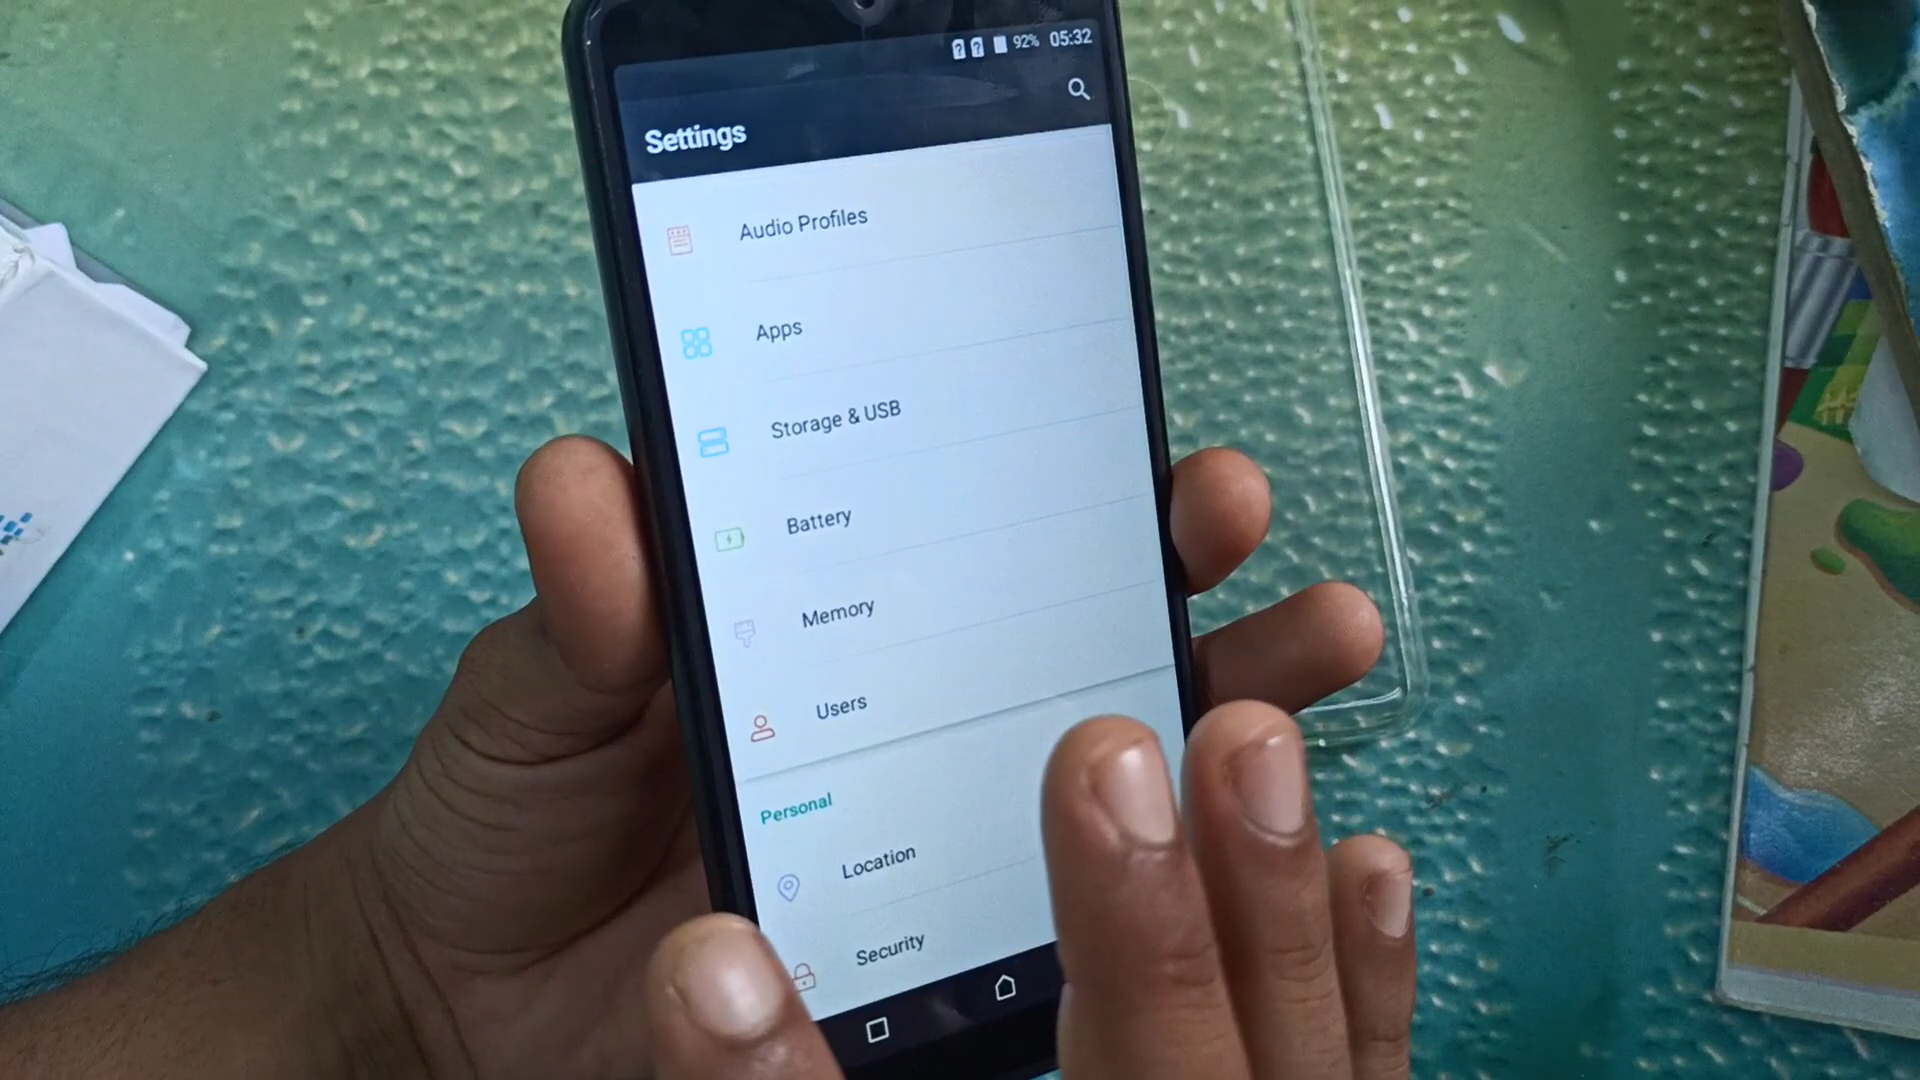 92% 05:32
Settings
Audio Profiles
Apps
Storage & USB
Battery
Memory
Users
Personal
Location
Security